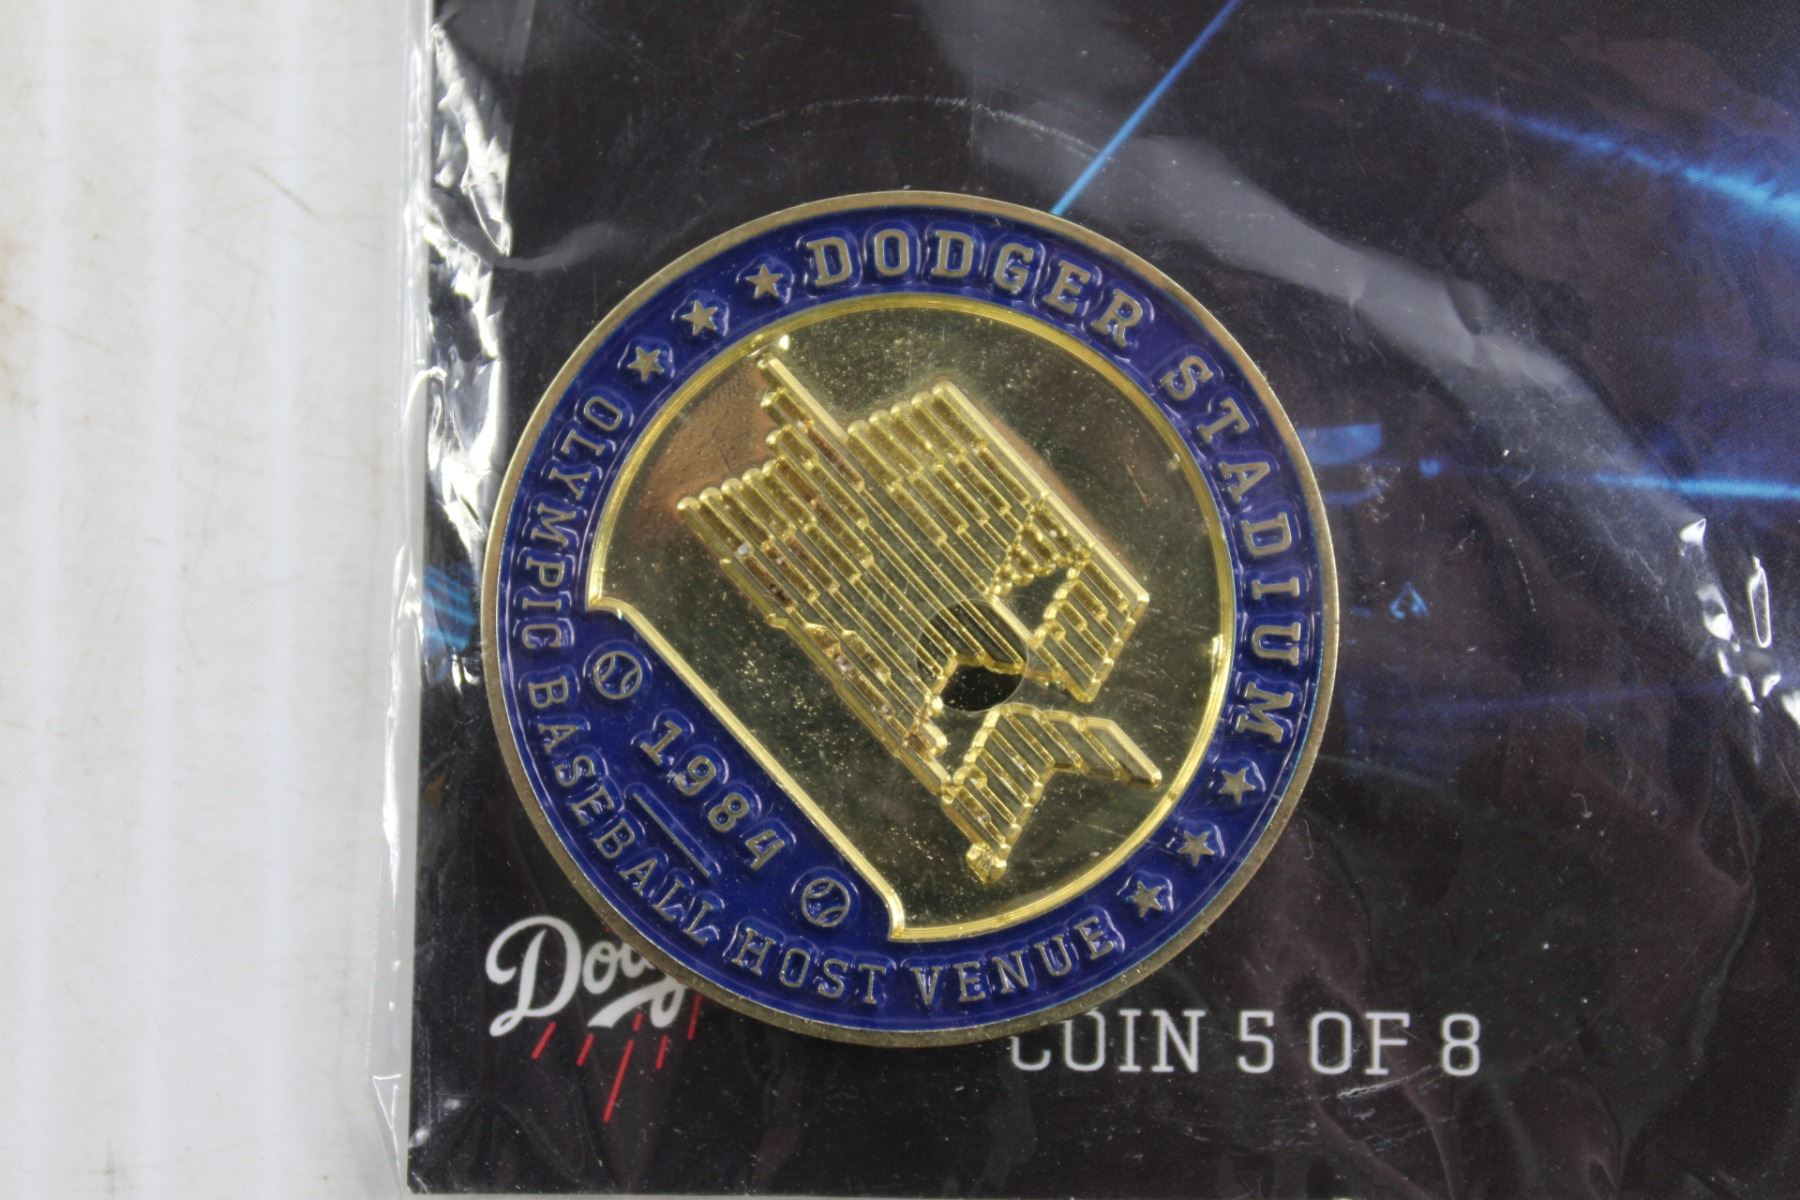 DODGER STADIUM
1984
OLYMPIC BASEBALL HOST VENUE
COIN 5 OF 8